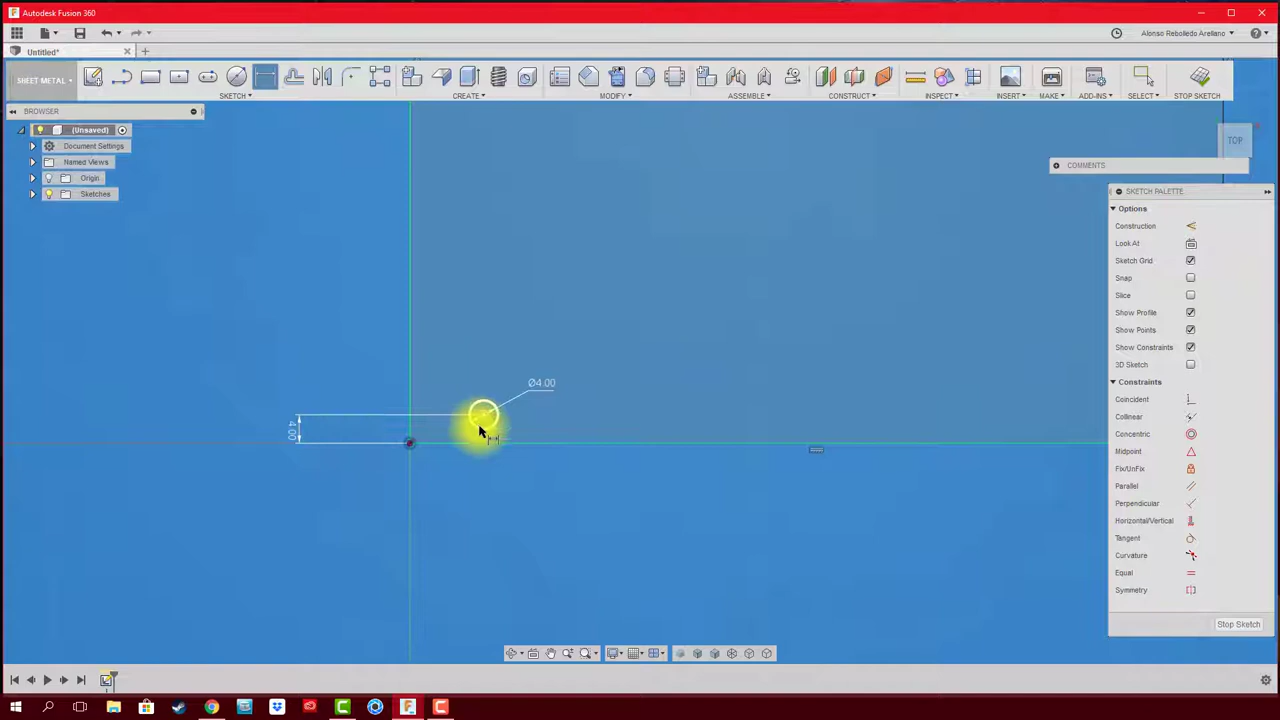 Autodesk Fusion 360
Untitled*
Alonso Rebolledo Arellano
SHEET METAL
SKETCH
CREATE
MODIFY
ASSEMBLE
CONSTRUCT
INSPECT
INSERT
MAKE
ADD-INS
SELECT
STOP SKETCH
BROWSER
(Unsaved)
Document Settings
Named Views
Origin
Sketches
TOP
COMMENTS
SKETCH PALETTE
Options
Construction
Look At
Sketch Grid
Snap
Slice
Show Profile
Show Points
Show Constraints
3D Sketch
Constraints
Coincident
Collinear
Concentric
Midpoint
Fix/UnFix
Parallel
Perpendicular
Horizontal/Vertical
Tangent
Curvature
Equal
Symmetry
Stop Sketch
Ø4.00
4.00